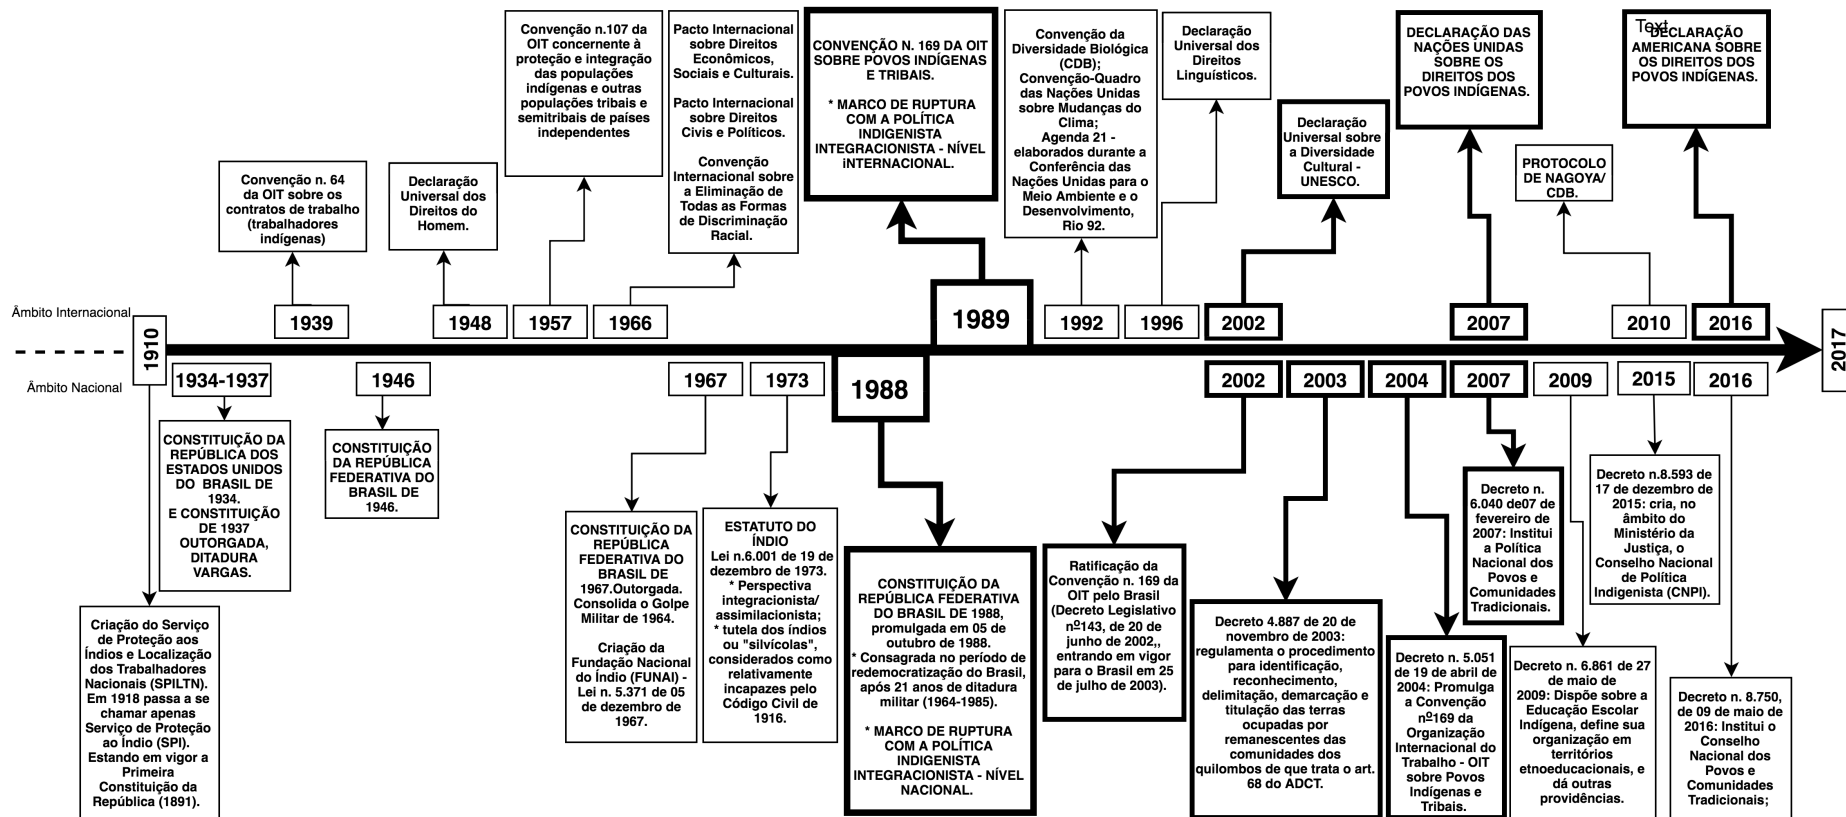 Convenção n. 64
da OIT sobre os
contratos de trabalho
(trabalhadores
indígenas)
Declaração
Universal dos
Direitos do
Homem.
Convenção n.107 da
OIT concernente à
proteção e integração
das populações
indígenas e outras
populações tribais e
semitribais de países
independentes
Pacto Internacional
sobre Direitos
Econômicos,
Sociais e Culturais.
Pacto Internacional
sobre Direitos
Civis e Políticos.
Convenção
Internacional sobre
a Eliminação de
Todas as Formas
de Discriminação
Racial.
CONVENÇÃO N. 169 DA OIT
SOBRE POVOS INDÍGENAS
E TRIBAIS.
* MARCO DE RUPTURA
COM A POLÍTICA
INDIGENISTA
INTEGRACIONISTA - NÍVEL
iNTERNACIONAL.
Convenção da
Diversidade Biológica
(CDB);
Convenção-Quadro
das Nações Unidas
sobre Mudanças do
Clima;
Agenda 21 -
elaborados durante a
Conferência das
Nações Unidas para o
Meio Ambiente e o
Desenvolvimento,
Rio 92.
Declaração
Universal dos
Direitos
Linguísticos.
Declaração
Universal sobre
a Diversidade
Cultural -
UNESCO.
DECLARAÇÃO DAS
NAÇÕES UNIDAS
SOBRE OS
DIREITOS DOS
POVOS INDÍGENAS.
PROTOCOLO
DE NAGOYA/
CDB.
Text
DECLARAÇÃO
AMERICANA SOBRE
OS DIREITOS DOS
POVOS INDÍGENAS.
Âmbito Internacional
1939
1948
1957
1966
1989
1992
1996
2002
2007
2010
2016
1910
2017
Âmbito Nacional
1934-1937
1946
1967
1973
1988
2002
2003
2004
2007
2009
2015
2016
Criação do Serviço
de Proteção aos
Índios e Localização
dos Trabalhadores
Nacionais (SPILTN).
Em 1918 passa a se
chamar apenas
Serviço de Proteção
ao Índio (SPI).
Estando em vigor a
Primeira
Constituição da
República (1891).
CONSTITUIÇÃO DA
REPÚBLICA DOS
ESTADOS UNIDOS
DO BRASIL DE
1934.
E CONSTITUIÇÃO
DE 1937
OUTORGADA,
DITADURA
VARGAS.
CONSTITUIÇÃO
DA REPÚBLICA
FEDERATIVA DO
BRASIL DE
1946.
CONSTITUIÇÃO DA
REPÚBLICA
FEDERATIVA DO
BRASIL DE
1967.Outorgada.
Consolida o Golpe
Militar de 1964.
Criação da
Fundação Nacional
do Índio (FUNAI) -
Lei n. 5.371 de 05
de dezembro de
1967.
ESTATUTO DO
ÍNDIO
Lei n.6.001 de 19 de
dezembro de 1973.
* Perspectiva
integracionista/
assimilacionista;
* tutela dos índios
ou "silvícolas",
considerados como
relativamente
incapazes pelo
Código Civil de
1916.
CONSTITUIÇÃO DA
REPÚBLICA FEDERATIVA
DO BRASIL DE 1988,
promulgada em 05 de
outubro de 1988.
* Consagrada no período de
redemocratização do Brasil,
após 21 anos de ditadura
militar (1964-1985).
* MARCO DE RUPTURA
COM A POLÍTICA
INDIGENISTA
INTEGRACIONISTA - NÍVEL
NACIONAL.
Ratificação da
Convenção n. 169 da
OIT pelo Brasil
(Decreto Legislativo
nº143, de 20 de
junho de 2002,,
entrando em vigor
para o Brasil em 25
de julho de 2003).
Decreto 4.887 de 20 de
novembro de 2003:
regulamenta o procedimento
para identificação,
reconhecimento,
delimitação, demarcação e
titulação das terras
ocupadas por
remanescentes das
comunidades dos
quilombos de que trata o art.
68 do ADCT.
Decreto n. 5.051
de 19 de abril de
2004: Promulga
a Convenção
nº169 da
Organização
Internacional do
Trabalho - OIT
sobre Povos
Indígenas e
Tribais.
Decreto n.
6.040 de07 de
fevereiro de
2007: Institui
a Política
Nacional dos
Povos e
Comunidades
Tradicionais.
Decreto n. 6.861 de 27
de maio de
2009: Dispõe sobre a
Educação Escolar
Indígena, define sua
organização em
territórios
etnoeducacionais, e
dá outras
providências.
Decreto n.8.593 de
17 de dezembro de
2015: cria, no
âmbito do
Ministério da
Justiça, o
Conselho Nacional
de Política
Indigenista (CNPI).
Decreto n. 8.750,
de 09 de maio de
2016: Institui o
Conselho
Nacional dos
Povos e
Comunidades
Tradicionais;